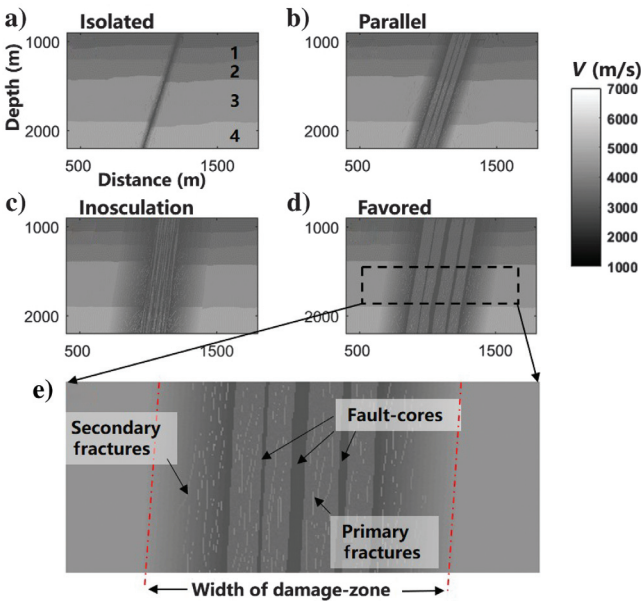 a) Isolated
b) Parallel
Depth (m)
1000
2000
1
2
3
4
500
1500
Distance (m)
1000
2000
500
1500
V (m/s)
7000
6000
5000
4000
3000
2000
1000
c) Inosculation
d) Favored
1000
2000
500
1500
1000
2000
500
1500
e)
Secondary
fractures
Fault-cores
Primary
fractures
Width of damage-zone